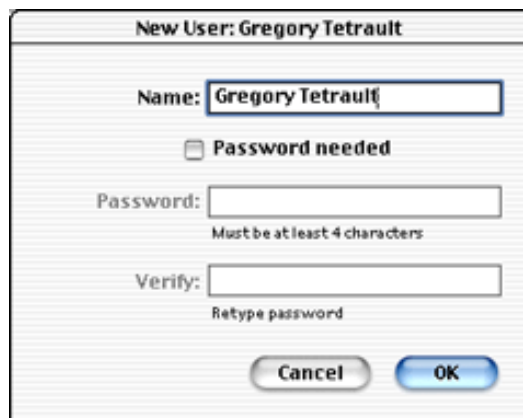 New User: Gregory Tetrault
Name: Gregory Tetrault
Password needed
Password:
Must be at least 4 characters
Verify:
Retype password
Cancel OK